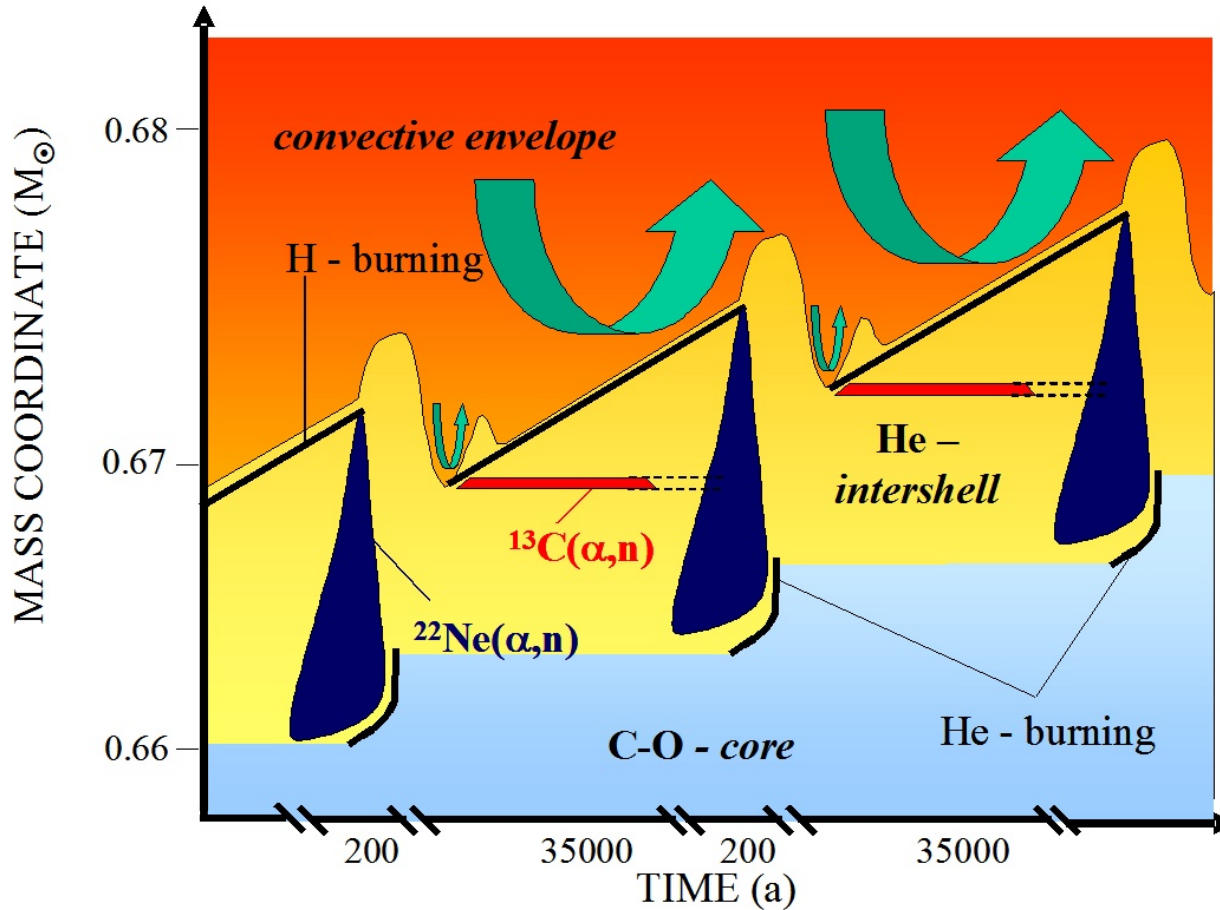 MASS COORDINATE (M☉)
0.68
0.67
0.66
convective envelope
H - burning
He –
intershell
¹³C(α,n)
²²Ne(α,n)
He - burning
C-O - core
200
35000
200
35000
TIME (a)